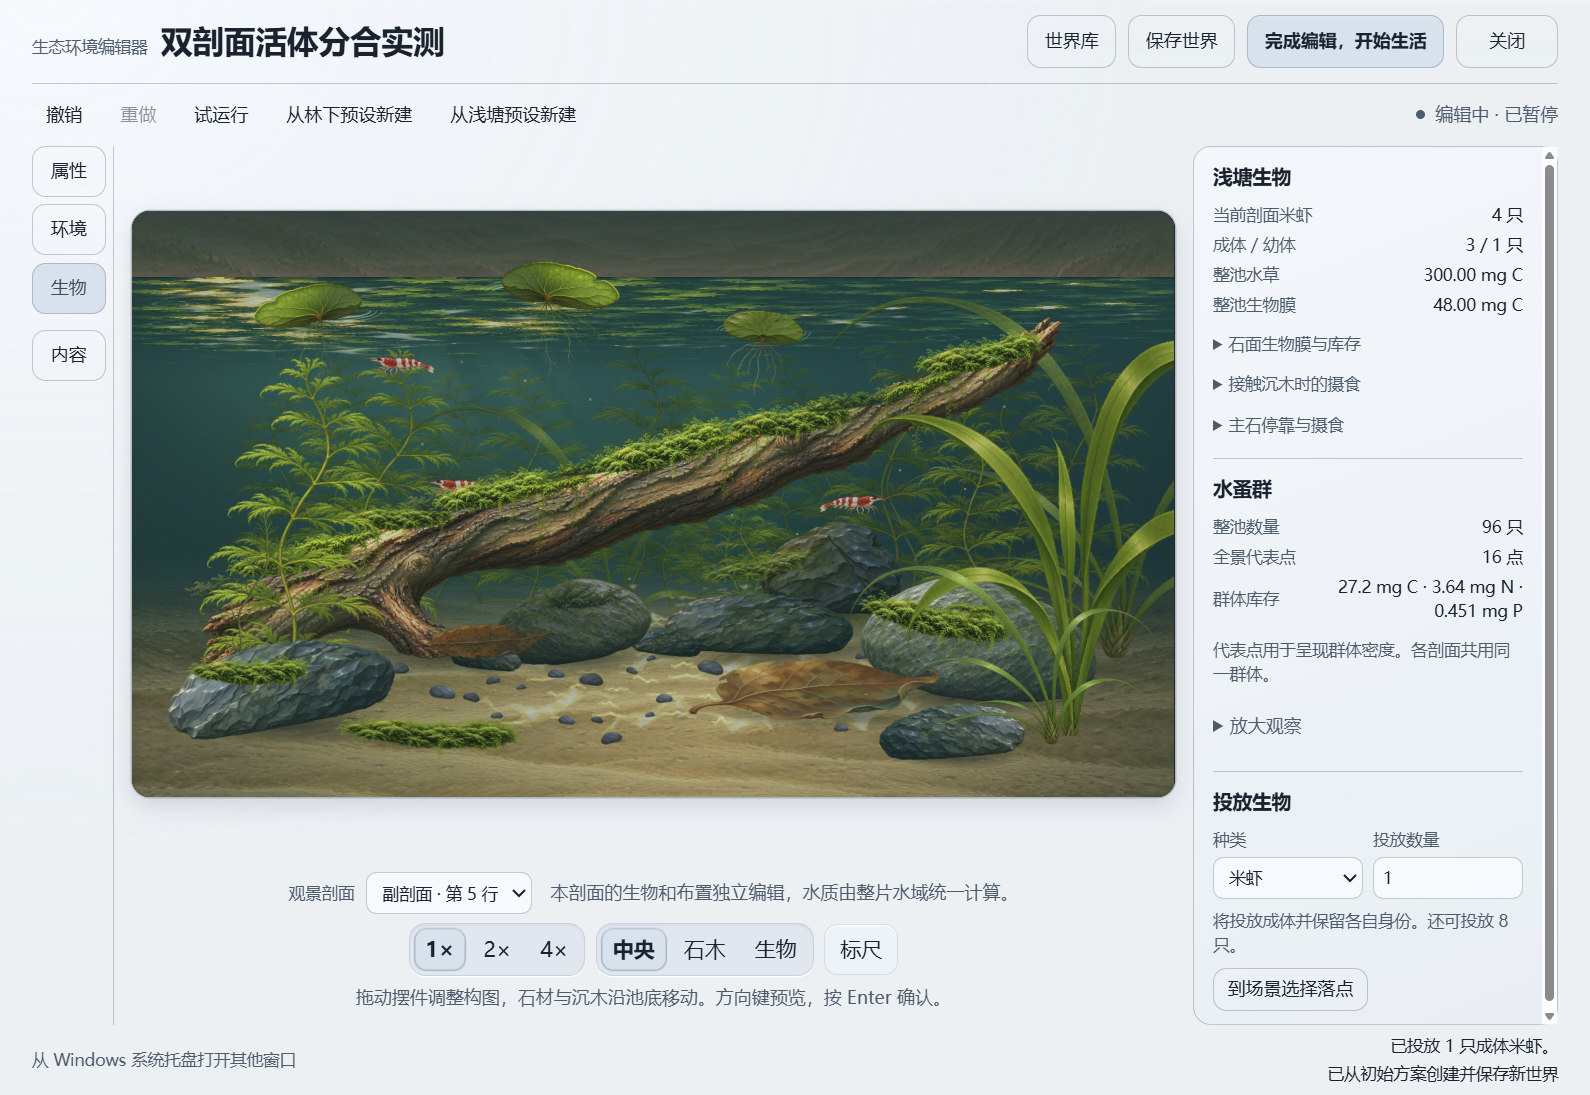 生态环境编辑器 双剖面活体分合实测
世界库 保存世界 完成编辑，开始生活 关闭
撤销 重做 试运行 从林下预设新建 从浅塘预设新建
编辑中 · 已暂停
属性
环境
生物
内容
浅塘生物
当前剖面米虾 4 只
成体 / 幼体 3 / 1 只
整池水草 300.00 mg C
整池生物膜 48.00 mg C
石面生物膜与库存
接触沉木时的摄食
主石停靠与摄食
水蚤群
整池数量 96 只
全景代表点 16 点
群体库存 27.2 mg C · 3.64 mg N ·
0.451 mg P
代表点用于呈现群体密度。各剖面共用同
一群体。
放大观察
投放生物
种类 投放数量
米虾 1
将投放成体并保留各自身份。还可投放 8
只。
到场景选择落点
观景剖面 副剖面 · 第 5 行 本剖面的生物和布置独立编辑，水质由整片水域统一计算。
1× 2× 4× 中央 石木 生物 标尺
拖动摆件调整构图，石材与沉木沿池底移动。方向键预览，按 Enter 确认。
从 Windows 系统托盘打开其他窗口
已投放 1 只成体米虾。
已从初始方案创建并保存新世界